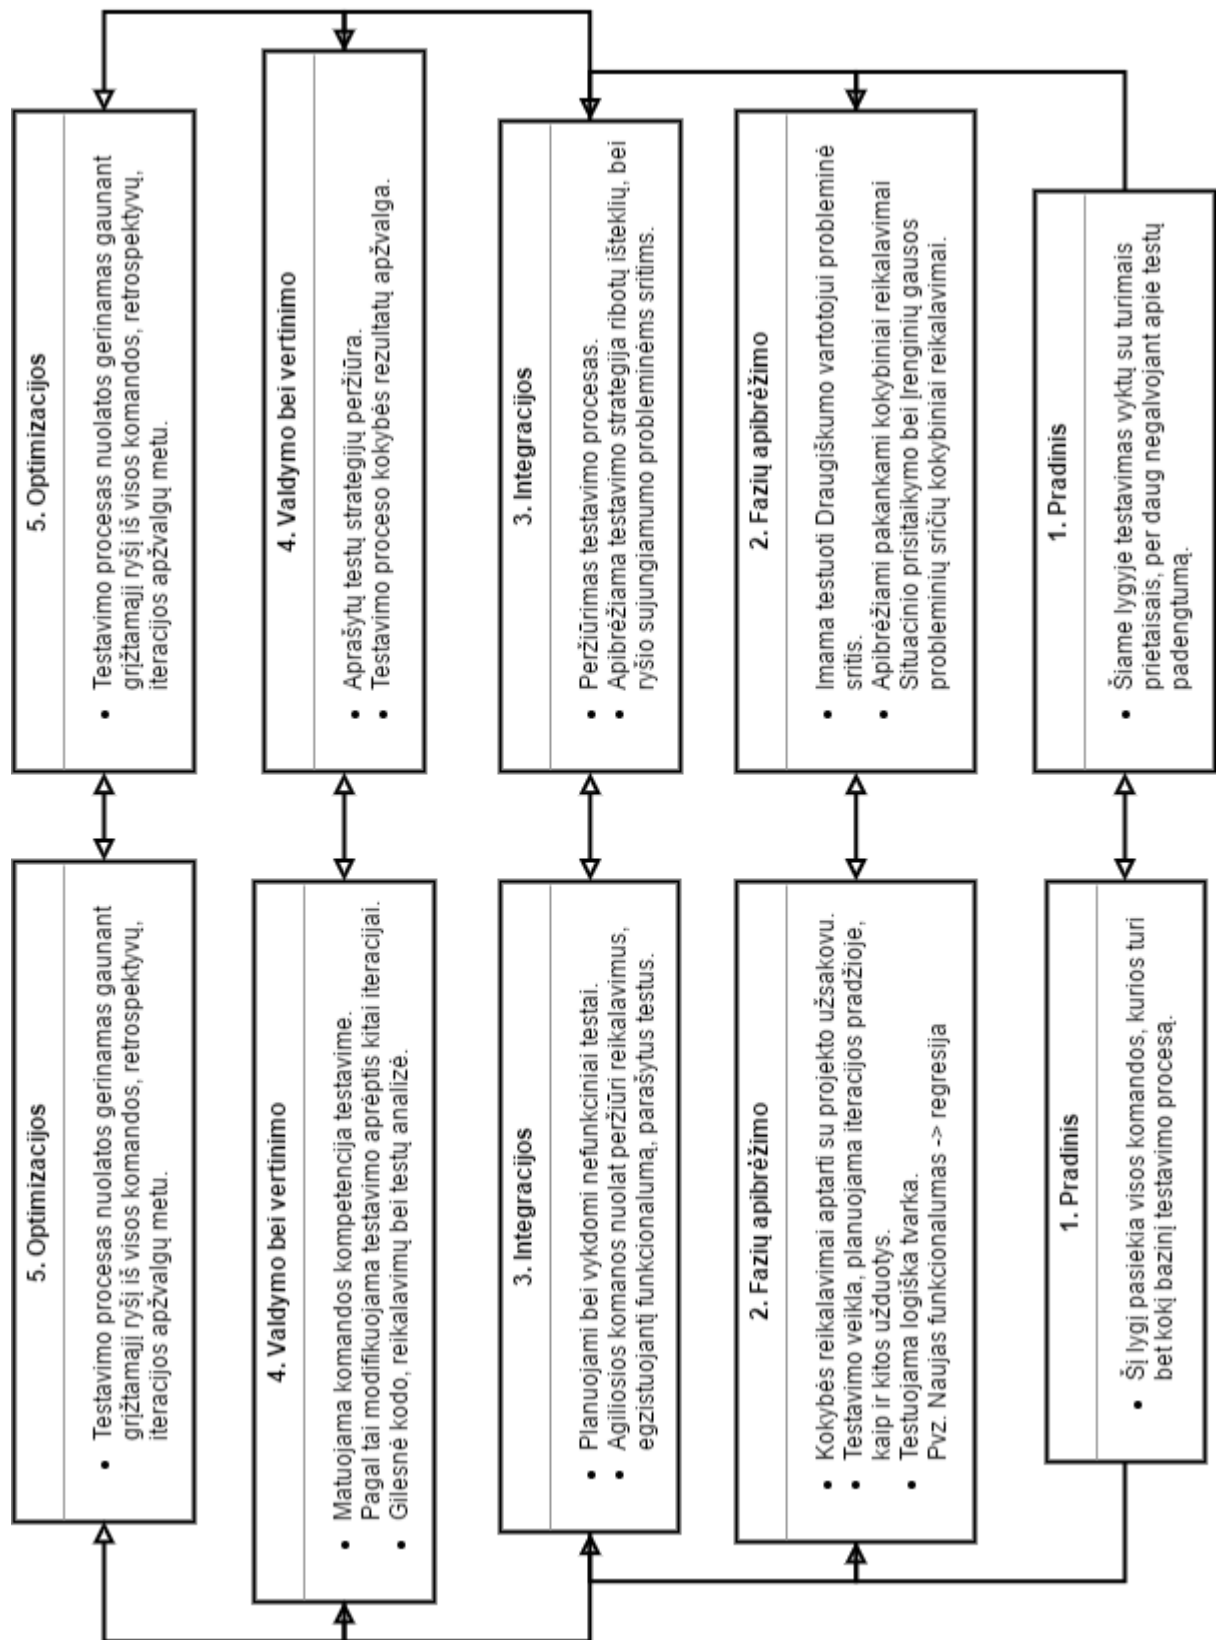 5. Optimizacijos
• Testavimo procesas nuolatos gerinamas gaunant
grįžtamąjį ryšį iš visos komandos, retrospektyvų,
iteracijos apžvalgų metu.
5. Optimizacijos
• Testavimo procesas nuolatos gerinamas gaunant
grįžtamąjį ryšį iš visos komandos, retrospektyvų,
iteracijos apžvalgų metu.
4. Valdymo bei vertinimo
• Matuojama komandos kompetencija testavime.
Pagal tai modifikuojama testavimo aprėptis kitai iteracijai.
• Gilesnė kodo, reikalavimų bei testų analizė.
4. Valdymo bei vertinimo
• Aprašytų testų strategijų peržiūra.
• Testavimo proceso kokybės rezultatų apžvalga.
3. Integracijos
• Planuojami bei vykdomi nefunkciniai testai.
• Agiliosios komanos nuolat peržiūri reikalavimus,
egzistuojantį funkcionalumą, parašytus testus.
3. Integracijos
• Peržiūrimas testavimo procesas.
• Apibrėžiama testavimo strategija ribotų išteklių, bei
ryšio sujungiamumo probleminėms sritims.
2. Fazių apibrėžimo
• Kokybės reikalavimai aptarti su projekto užsakovu.
• Testavimo veikla, planuojama iteracijos pradžioje,
kaip ir kitos užduotys.
• Testuojama logiška tvarka.
Pvz. Naujas funkcionalumas -> regresija
2. Fazių apibrėžimo
• Imama testuoti Draugiškumo vartotojui probleminė
sritis.
• Apibrėžiami pakankami kokybiniai reikalavimai
Situacinio prisitaikymo bei Įrenginių gausos
probleminių sričių kokybiniai reikalavimai.
1. Pradinis
• Šį lygį pasiekia visos komandos, kurios turi
bet kokį bazinį testavimo procesą.
1. Pradinis
• Šiame lygyje testavimas vyktų su turimais
prietaisais, per daug negalvojant apie testų
padengtumą.